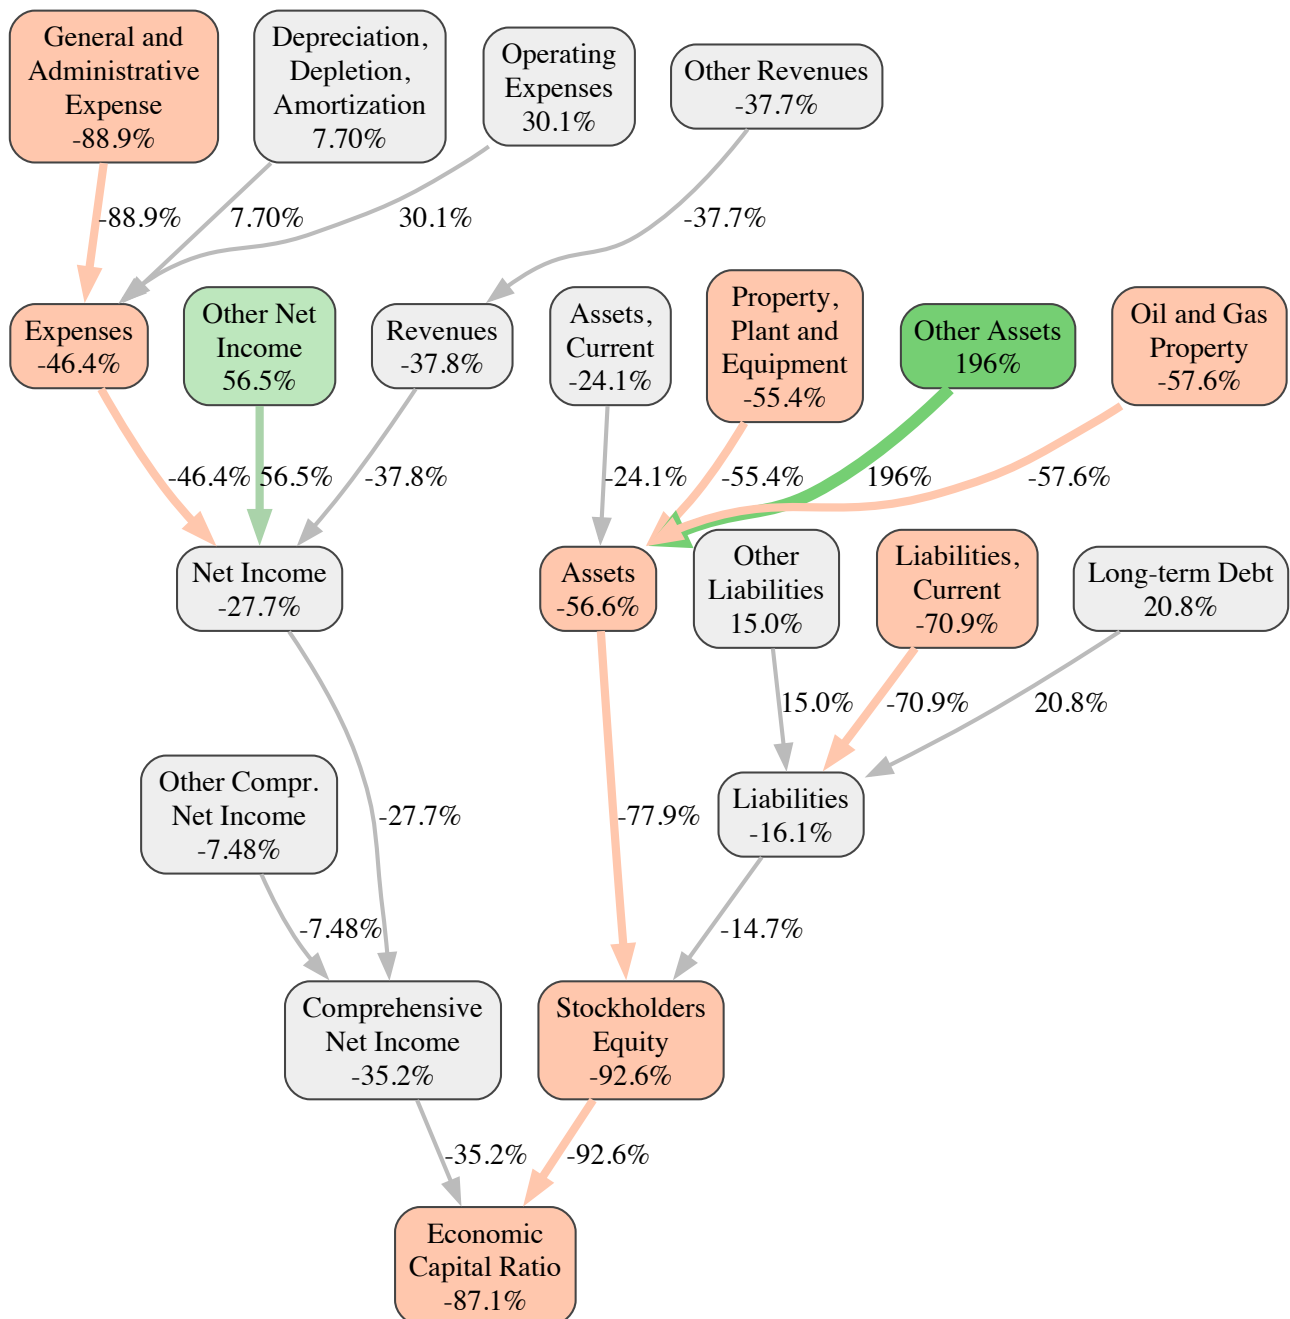 General and
Administrative
Expense
-88.9%
Depreciation,
Depletion,
Amortization
7.70%
Operating
Expenses
30.1%
Other Revenues
-37.7%
-88.9%
7.70%
30.1%
-37.7%
Expenses
-46.4%
Other Net
Income
56.5%
Revenues
-37.8%
Assets,
Current
-24.1%
Property,
Plant and
Equipment
-55.4%
Other Assets
196%
Oil and Gas
Property
-57.6%
-46.4%
56.5%
-37.8%
-24.1%
-55.4%
196%
-57.6%
Net Income
-27.7%
Assets
-56.6%
Other
Liabilities
15.0%
Liabilities,
Current
-70.9%
Long-term Debt
20.8%
15.0%
-70.9%
20.8%
Other Compr.
Net Income
-7.48%
-27.7%
-77.9%
Liabilities
-16.1%
-7.48%
-14.7%
Comprehensive
Net Income
-35.2%
Stockholders
Equity
-92.6%
-35.2%
-92.6%
Economic
Capital Ratio
-87.1%